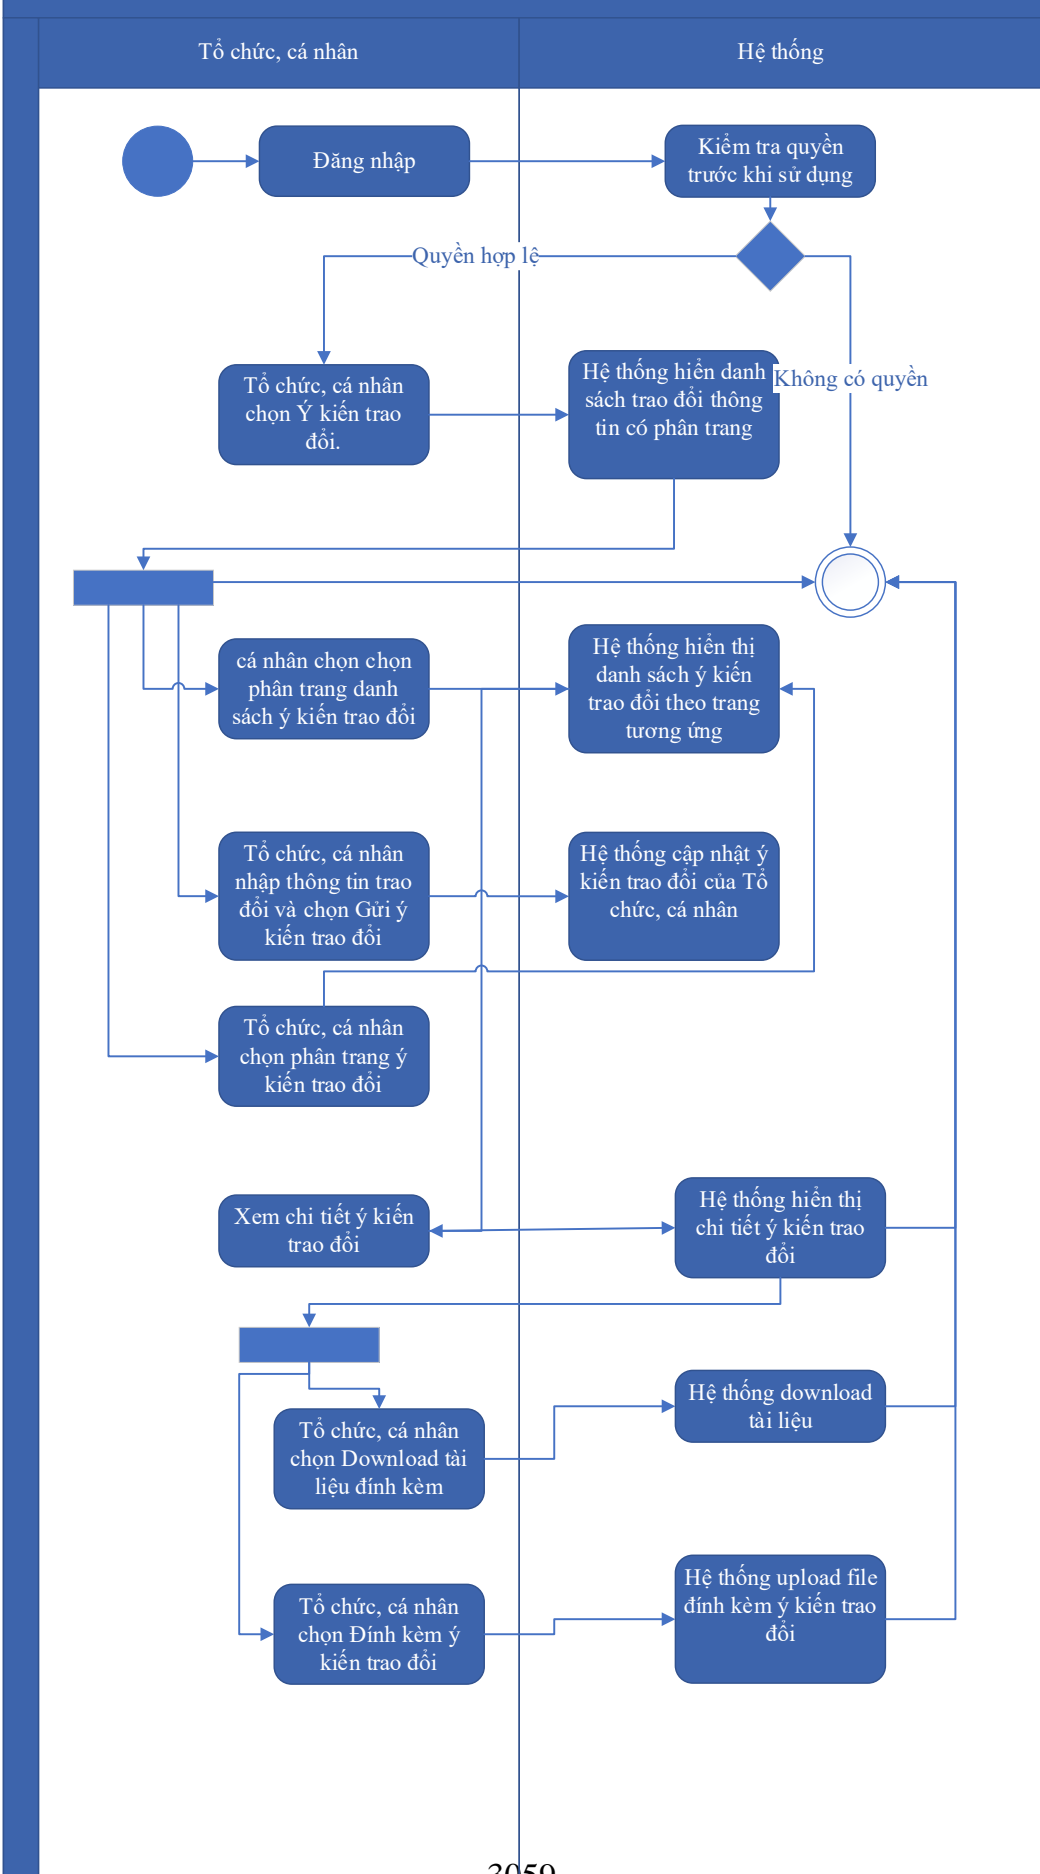 Tổ chức, cá nhân
Hệ thống
Đăng nhập
Kiểm tra quyền
trước khi sử dụng
Quyền hợp lệ
Không có quyền
Tổ chức, cá nhân
chọn Ý kiến trao
đổi.
Hệ thống hiển danh
sách trao đổi thông
tin có phân trang
cá nhân chọn chọn
phân trang danh
sách ý kiến trao đổi
Hệ thống hiển thị
danh sách ý kiến
trao đổi theo trang
tương ứng
Tổ chức, cá nhân
nhập thông tin trao
đổi và chọn Gửi ý
kiến trao đổi
Hệ thống cập nhật ý
kiến trao đổi của Tổ
chức, cá nhân
Tổ chức, cá nhân
chọn phân trang ý
kiến trao đổi
Xem chi tiết ý kiến
trao đổi
Hệ thống hiển thị
chi tiết ý kiến trao
đổi
Tổ chức, cá nhân
chọn Download tài
liệu đính kèm
Hệ thống download
tài liệu
Tổ chức, cá nhân
chọn Đính kèm ý
kiến trao đổi
Hệ thống upload file
đính kèm ý kiến trao
đổi
3059